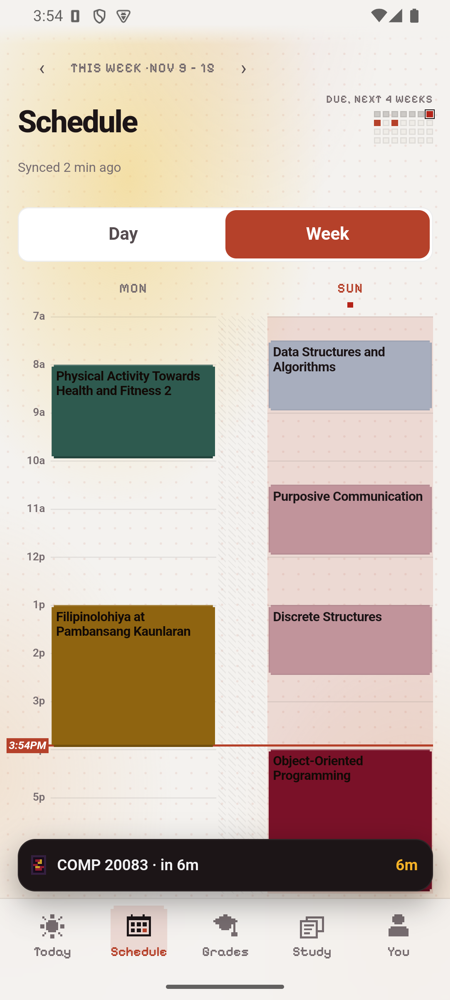 3:54
‹ THIS WEEK ·NOV 9 – 15 ›
DUE, NEXT 4 WEEKS
Schedule
Synced 2 min ago
Day
Week
MON
SUN
7a
Data Structures and
Algorithms
8a
Physical Activity Towards
Health and Fitness 2
9a
10a
Purposive Communication
11a
12p
1p
Filipinolohiya at
Pambansang Kaunlaran
Discrete Structures
2p
3p
3:54PM
Object-Oriented
Programming
5p
COMP 20083 · in 6m
6m
Today
Schedule
Grades
Study
You